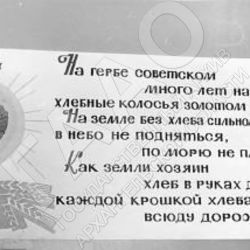 На гербе советском
много лет на
хлебные колосья золотом
На земле без хлеба сильно
в небо не подняться,
по морю не пл
Как земли хозяин
хлеб в руках д
каждой крошкой хлеба
всюду дорож